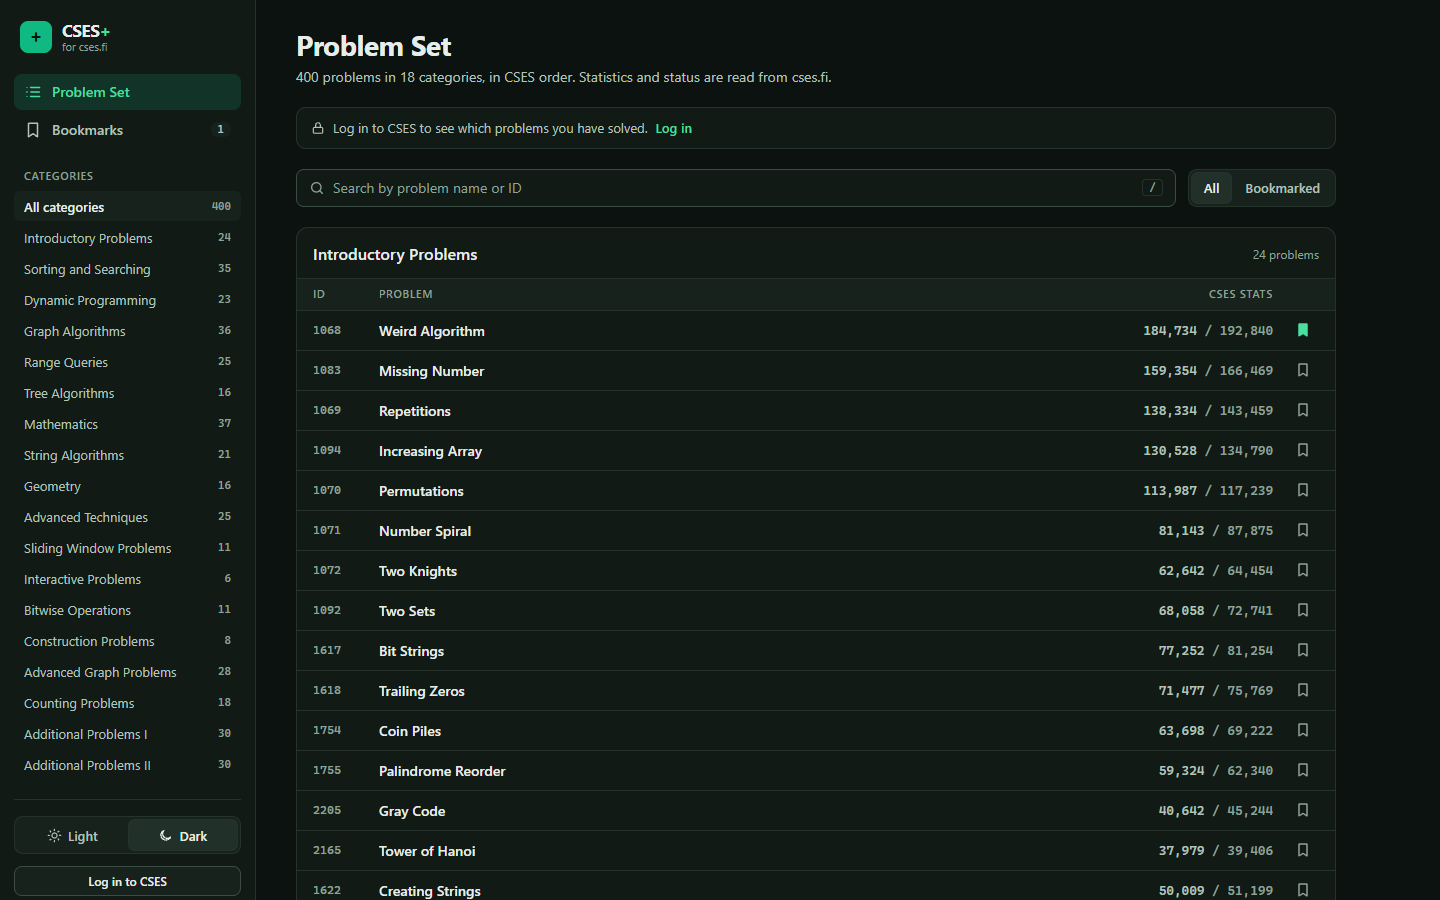 CSES+
for cses.fi
Problem Set
Bookmarks 1
CATEGORIES
All categories 400
Introductory Problems 24
Sorting and Searching 35
Dynamic Programming 23
Graph Algorithms 36
Range Queries 25
Tree Algorithms 16
Mathematics 37
String Algorithms 21
Geometry 16
Advanced Techniques 25
Sliding Window Problems 11
Interactive Problems 6
Bitwise Operations 11
Construction Problems 8
Advanced Graph Problems 28
Counting Problems 18
Additional Problems I 30
Additional Problems II 30
Light Dark
Log in to CSES
Problem Set
400 problems in 18 categories, in CSES order. Statistics and status are read from cses.fi.
Log in to CSES to see which problems you have solved. Log in
Search by problem name or ID /
All Bookmarked
Introductory Problems 24 problems
ID PROBLEM CSES STATS
1068 Weird Algorithm 184,734 / 192,840
1083 Missing Number 159,354 / 166,469
1069 Repetitions 138,334 / 143,459
1094 Increasing Array 130,528 / 134,790
1070 Permutations 113,987 / 117,239
1071 Number Spiral 81,143 / 87,875
1072 Two Knights 62,642 / 64,454
1092 Two Sets 68,058 / 72,741
1617 Bit Strings 77,252 / 81,254
1618 Trailing Zeros 71,477 / 75,769
1754 Coin Piles 63,698 / 69,222
1755 Palindrome Reorder 59,324 / 62,340
2205 Gray Code 40,642 / 45,244
2165 Tower of Hanoi 37,979 / 39,406
1622 Creating Strings 50,009 / 51,199